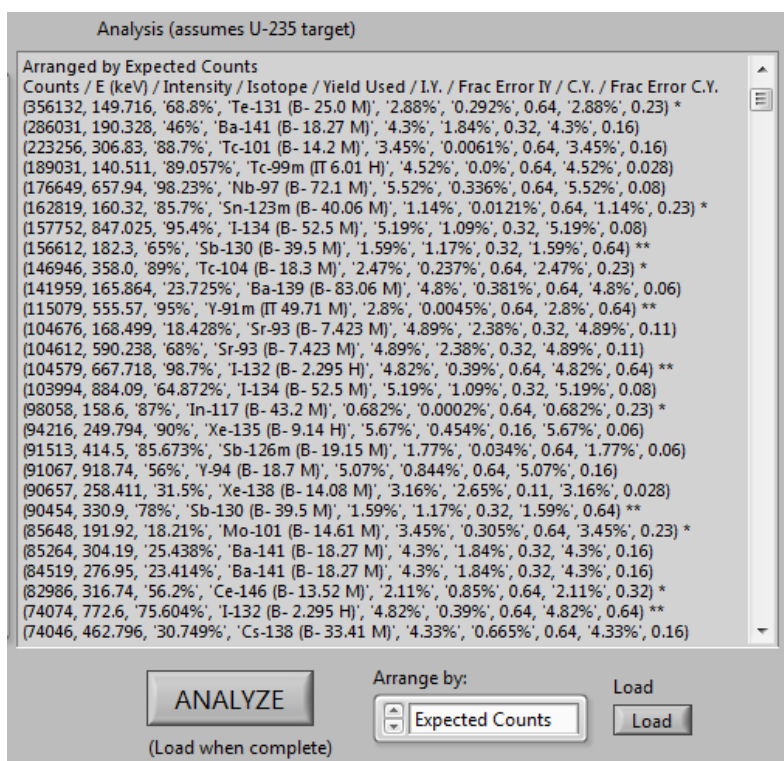 Analysis (assumes U-235 target)
Arranged by Expected Counts
Counts / E (keV) / Intensity / Isotope / Yield Used / I.Y. / Frac Error IY / C.Y. / Frac Error C.Y.
(356132, 149.716, '68.8%', 'Te-131 (B- 25.0 M)', '2.88%', '0.292%', 0.64, '2.88%', 0.23) *
(286031, 190.328, '46%', 'Ba-141 (B- 18.27 M)', '4.3%', '1.84%', 0.32, '4.3%', 0.16)
(223256, 306.83, '88.7%', 'Tc-101 (B- 14.2 M)', '3.45%', '0.0061%', 0.64, '3.45%', 0.16)
(189031, 140.511, '89.057%', 'Tc-99m (IT 6.01 H)', '4.52%', '0.0%', 0.64, '4.52%', 0.028)
(176649, 657.94, '98.23%', 'Nb-97 (B- 72.1 M)', '5.52%', '0.336%', 0.64, '5.52%', 0.08)
(162819, 160.32, '85.7%', 'Sn-123m (B- 40.06 M)', '1.14%', '0.0121%', 0.64, '1.14%', 0.23) *
(157752, 847.025, '95.4%', 'I-134 (B- 52.5 M)', '5.19%', '1.09%', 0.32, '5.19%', 0.08)
(156612, 182.3, '65%', 'Sb-130 (B- 39.5 M)', '1.59%', '1.17%', 0.32, '1.59%', 0.64) **
(146946, 358.0, '89%', 'Tc-104 (B- 18.3 M)', '2.47%', '0.237%', 0.64, '2.47%', 0.23) *
(141959, 165.864, '23.725%', 'Ba-139 (B- 83.06 M)', '4.8%', '0.381%', 0.64, '4.8%', 0.06)
(115079, 555.57, '95%', 'Y-91m (IT 49.71 M)', '2.8%', '0.0045%', 0.64, '2.8%', 0.64) **
(104676, 168.499, '18.428%', 'Sr-93 (B- 7.423 M)', '4.89%', '2.38%', 0.32, '4.89%', 0.11)
(104612, 590.238, '68%', 'Sr-93 (B- 7.423 M)', '4.89%', '2.38%', 0.32, '4.89%', 0.11)
(104579, 667.718, '98.7%', 'I-132 (B- 2.295 H)', '4.82%', '0.39%', 0.64, '4.82%', 0.64) **
(103994, 884.09, '64.872%', 'I-134 (B- 52.5 M)', '5.19%', '1.09%', 0.32, '5.19%', 0.08)
(98058, 158.6, '87%', 'In-117 (B- 43.2 M)', '0.682%', '0.0002%', 0.64, '0.682%', 0.23) *
(94216, 249.794, '90%', 'Xe-135 (B- 9.14 H)', '5.67%', '0.454%', 0.16, '5.67%', 0.06)
(91513, 414.5, '85.673%', 'Sb-126m (B- 19.15 M)', '1.77%', '0.034%', 0.64, '1.77%', 0.06)
(91067, 918.74, '56%', 'Y-94 (B- 18.7 M)', '5.07%', '0.844%', 0.64, '5.07%', 0.16)
(90657, 258.411, '31.5%', 'Xe-138 (B- 14.08 M)', '3.16%', '2.65%', 0.11, '3.16%', 0.028)
(90454, 330.9, '78%', 'Sb-130 (B- 39.5 M)', '1.59%', '1.17%', 0.32, '1.59%', 0.64) **
(85648, 191.92, '18.21%', 'Mo-101 (B- 14.61 M)', '3.45%', '0.305%', 0.64, '3.45%', 0.23) *
(85264, 304.19, '25.438%', 'Ba-141 (B- 18.27 M)', '4.3%', '1.84%', 0.32, '4.3%', 0.16)
(84519, 276.95, '23.414%', 'Ba-141 (B- 18.27 M)', '4.3%', '1.84%', 0.32, '4.3%', 0.16)
(82986, 316.74, '56.2%', 'Ce-146 (B- 13.52 M)', '2.11%', '0.85%', 0.64, '2.11%', 0.32) *
(74074, 772.6, '75.604%', 'I-132 (B- 2.295 H)', '4.82%', '0.39%', 0.64, '4.82%', 0.64) **
(74046, 462.796, '30.749%', 'Cs-138 (B- 33.41 M)', '4.33%', '0.665%', 0.64, '4.33%', 0.16)
Arrange by:
Load
ANALYZE
Expected Counts
Load
(Load when complete)